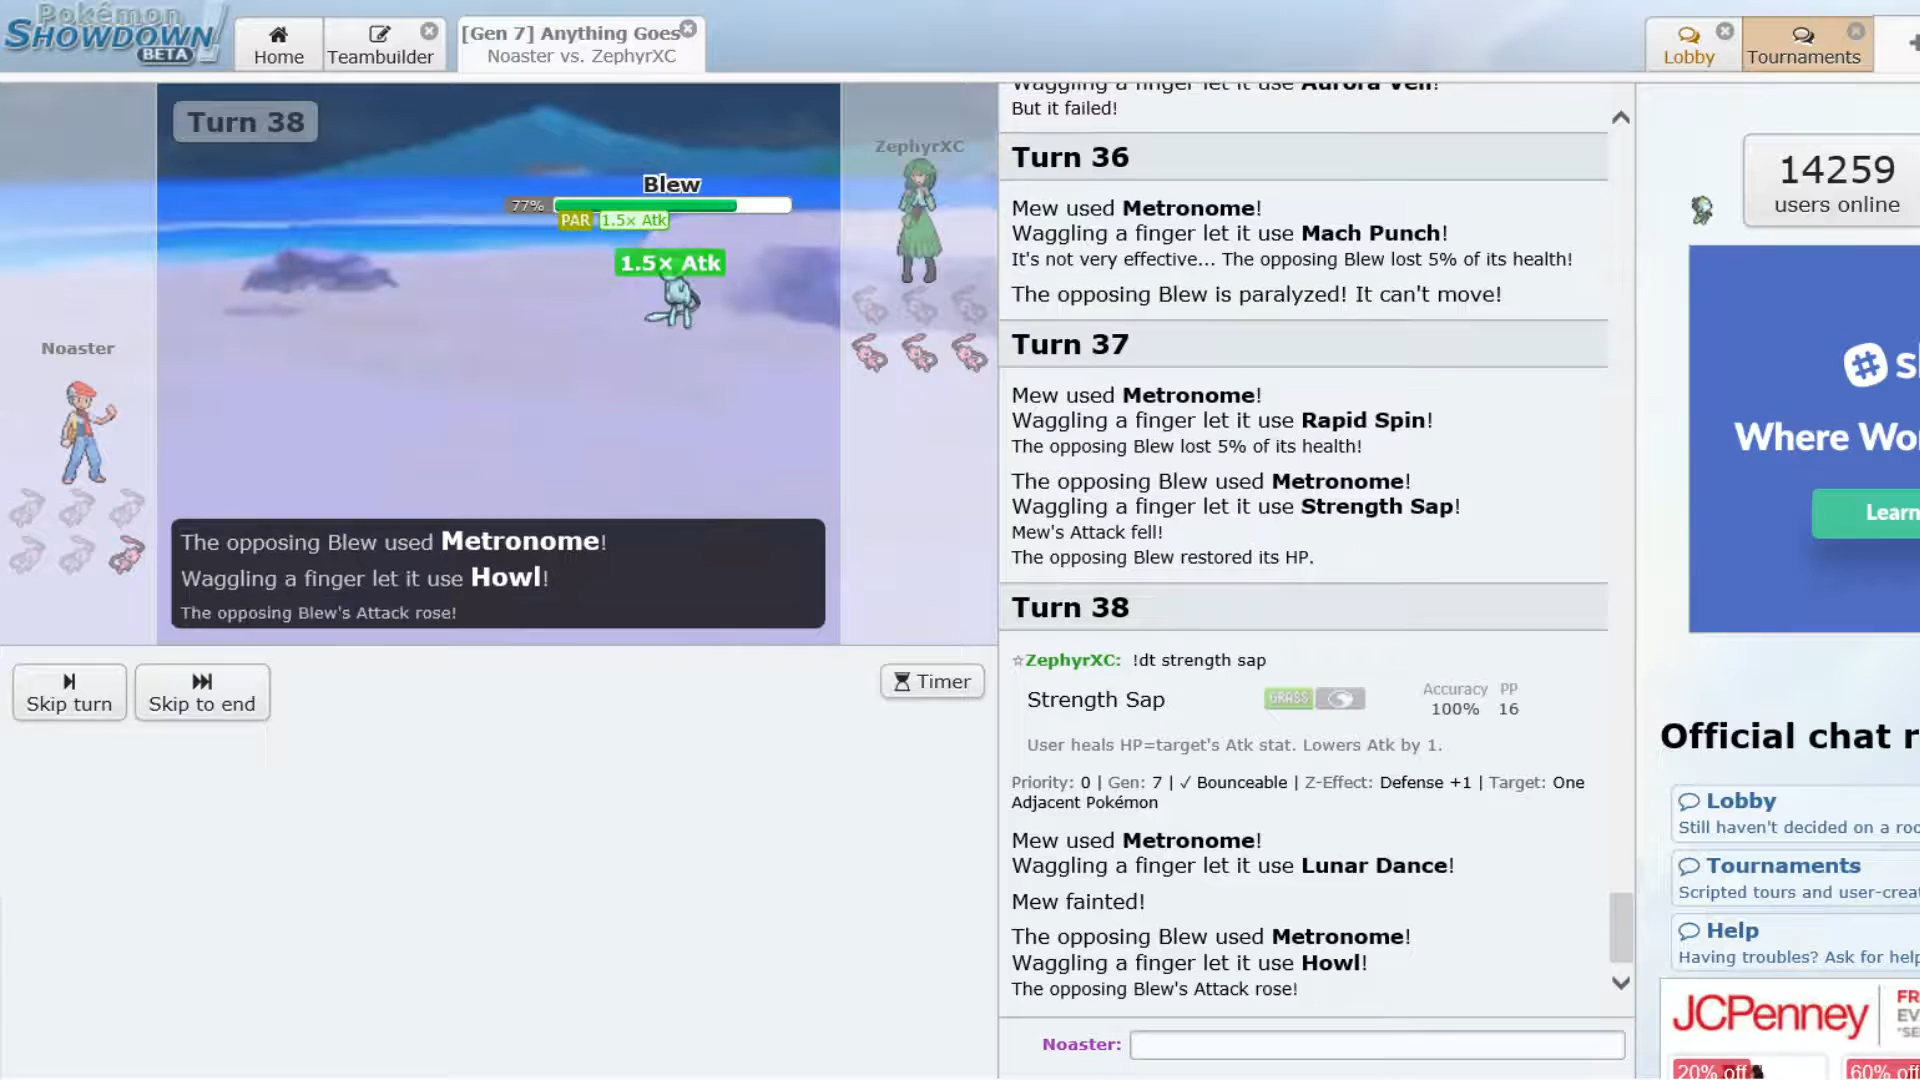 Pokémon
SHOWDOWN!
BETA
Home
Teambuilder
[Gen 7] Anything Goes
Noaster vs. ZephyrXC
Lobby
Tournaments
Turn 38
Blew
77%
PAR
1.5× Atk
1.5× Atk
ZephyrXC
Noaster
The opposing Blew used Metronome!
Waggling a finger let it use Howl!
The opposing Blew's Attack rose!
Skip turn
Skip to end
Timer
Waggling a finger let it use Aurora Veil!
But it failed!
Turn 36
Mew used Metronome!
Waggling a finger let it use Mach Punch!
It's not very effective... The opposing Blew lost 5% of its health!
The opposing Blew is paralyzed! It can't move!
Turn 37
Mew used Metronome!
Waggling a finger let it use Rapid Spin!
The opposing Blew lost 5% of its health!
The opposing Blew used Metronome!
Waggling a finger let it use Strength Sap!
Mew's Attack fell!
The opposing Blew restored its HP.
Turn 38
☆ZephyrXC: !dt strength sap
Strength Sap
GRASS
Accuracy
100%
PP
16
User heals HP=target's Atk stat. Lowers Atk by 1.
Priority: 0 | Gen: 7 | ✓ Bounceable | Z-Effect: Defense +1 | Target: One
Adjacent Pokémon
Mew used Metronome!
Waggling a finger let it use Lunar Dance!
Mew fainted!
The opposing Blew used Metronome!
Waggling a finger let it use Howl!
The opposing Blew's Attack rose!
Noaster:
14259
users online
Where Wo
Learn
Official chat r
Lobby
Still haven't decided on a roo
Tournaments
Scripted tours and user-creat
Help
Having troubles? Ask for help
JCPenney
FR
EV
*SE
20% off
60% off